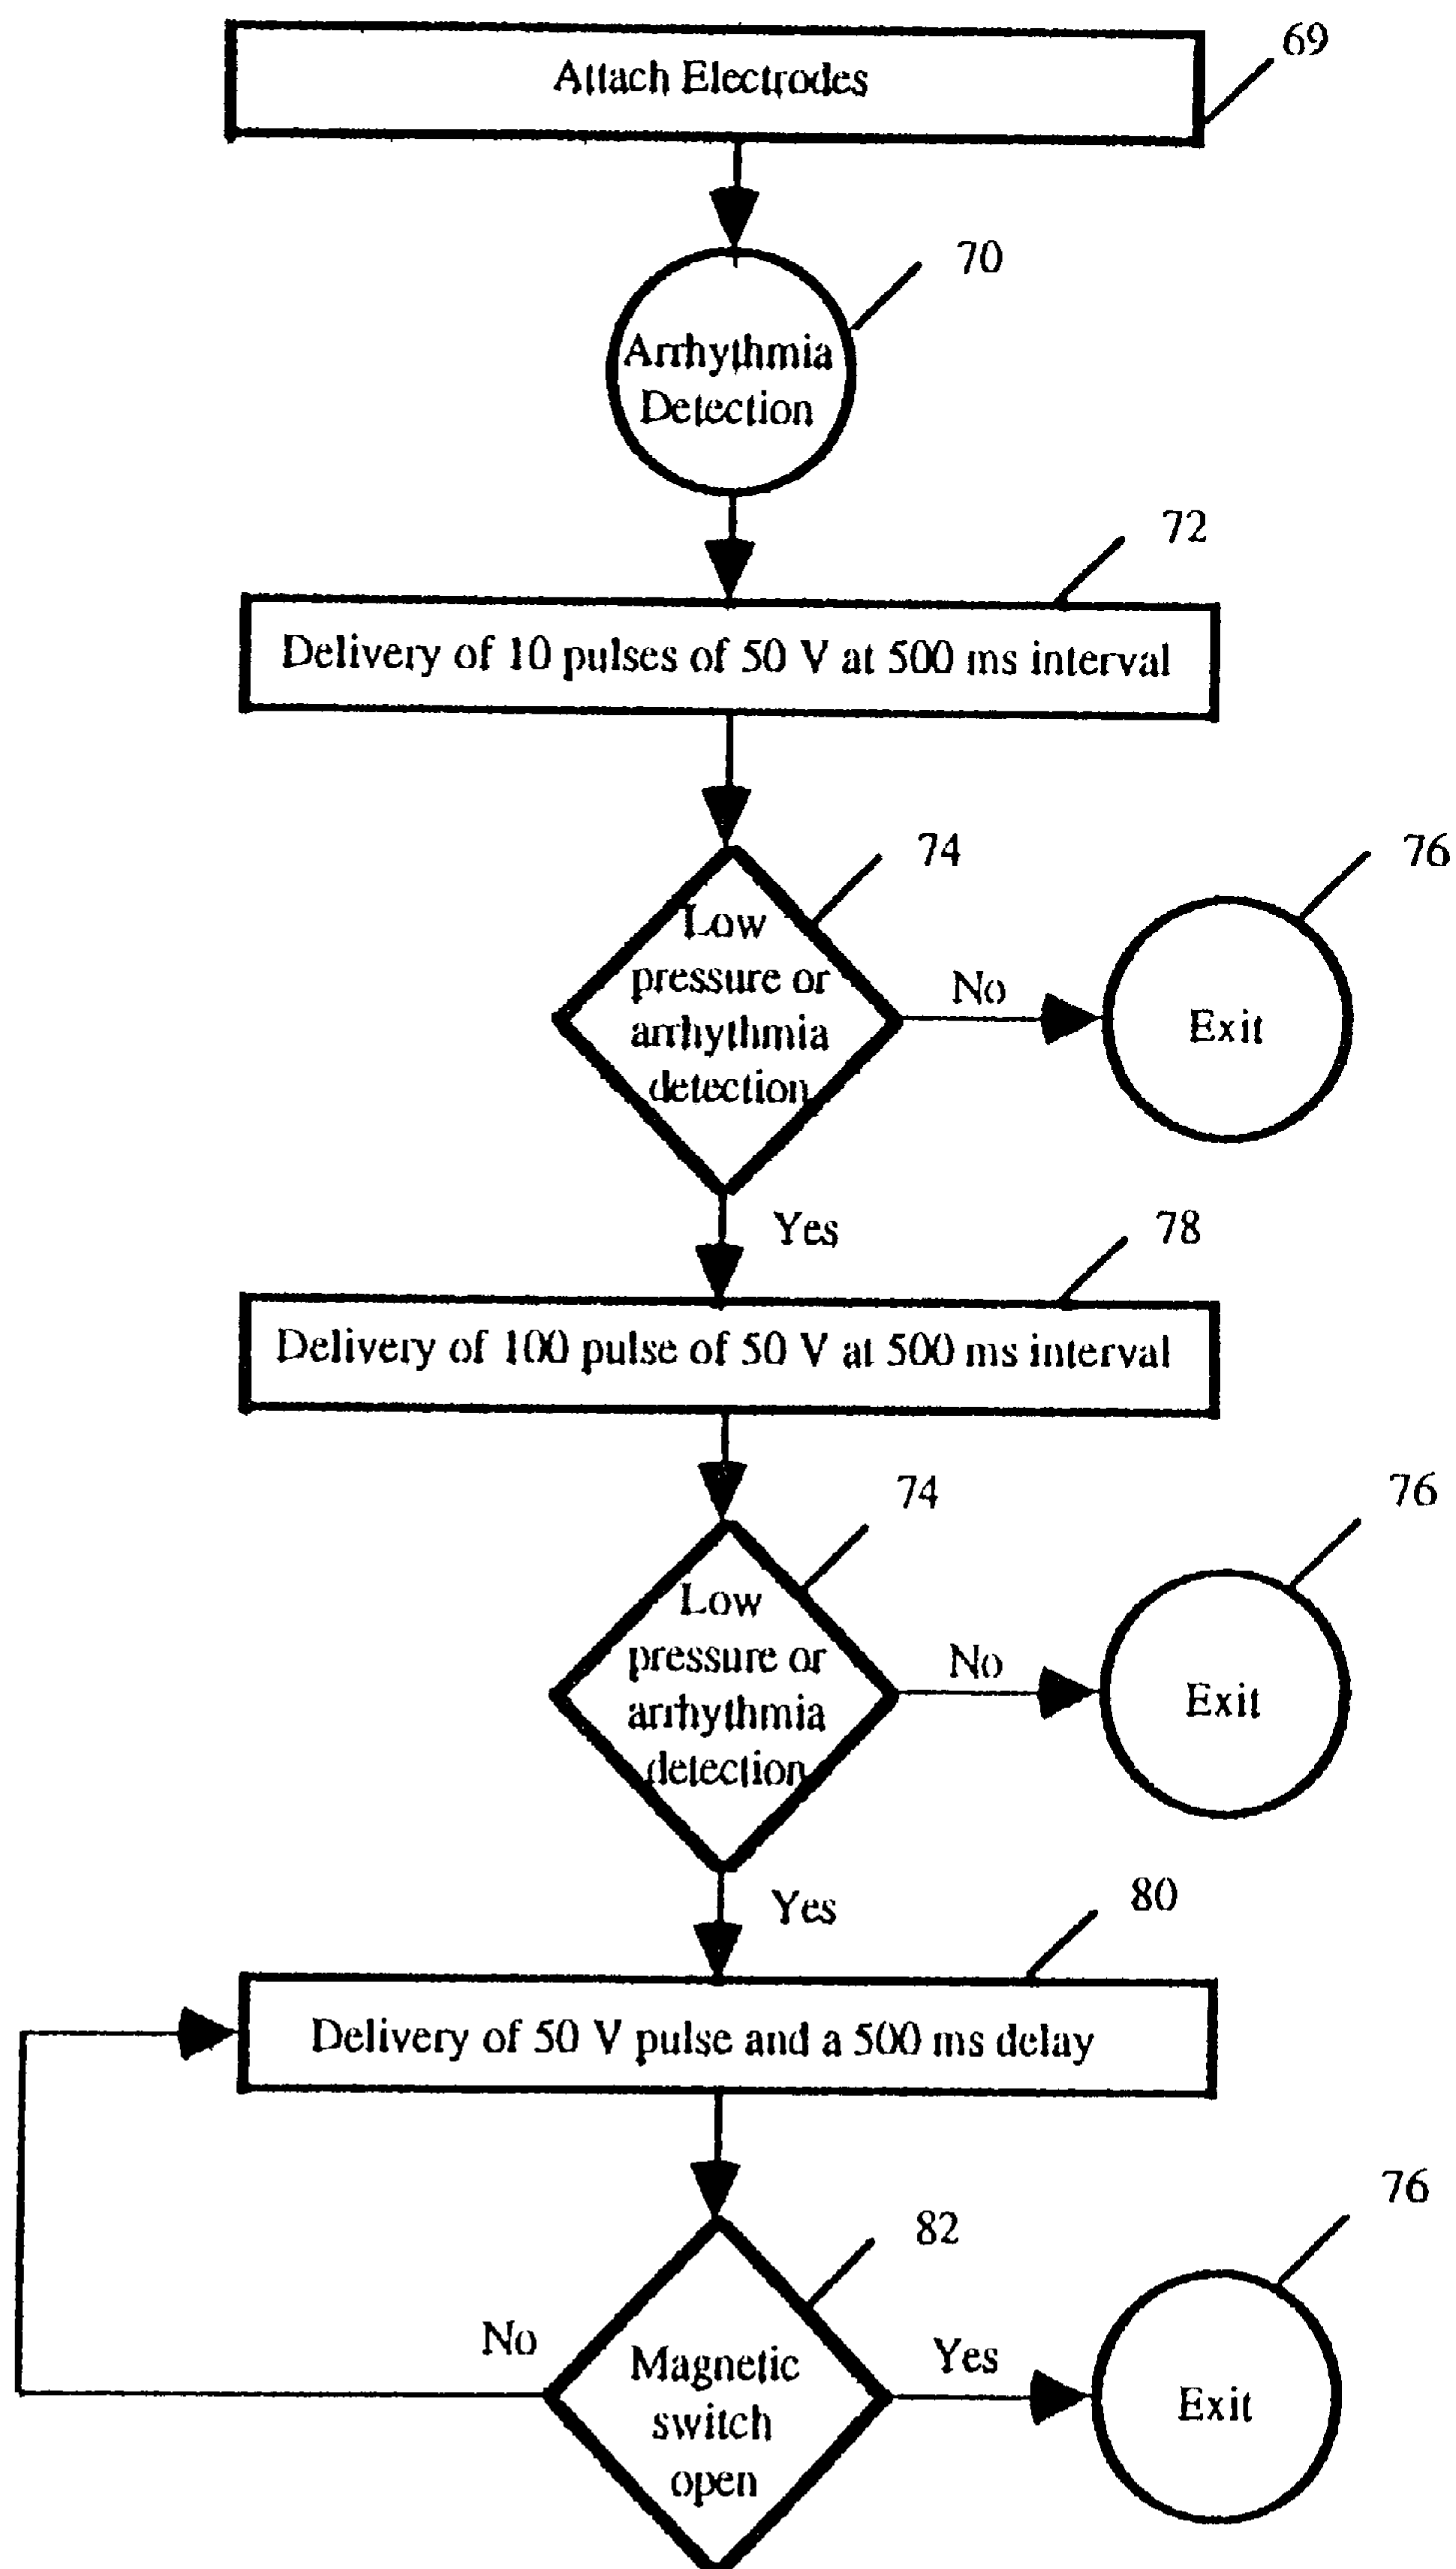 69
Attach Electrodes
70
Arrhythmia
Detection
72
Delivery of 10 pulses of 50 V at 500 ms interval
74
76
Low
pressure or
arrhythmia
detection
No
Exit
Yes
78
Delivery of 100 pulse of 50 V at 500 ms interval
74
76
Low
pressure or
arrhythmia
detection
No
Exit
Yes
80
Delivery of 50 V pulse and a 500 ms delay
76
82
No
Magnetic
switch
open
Yes
Exit